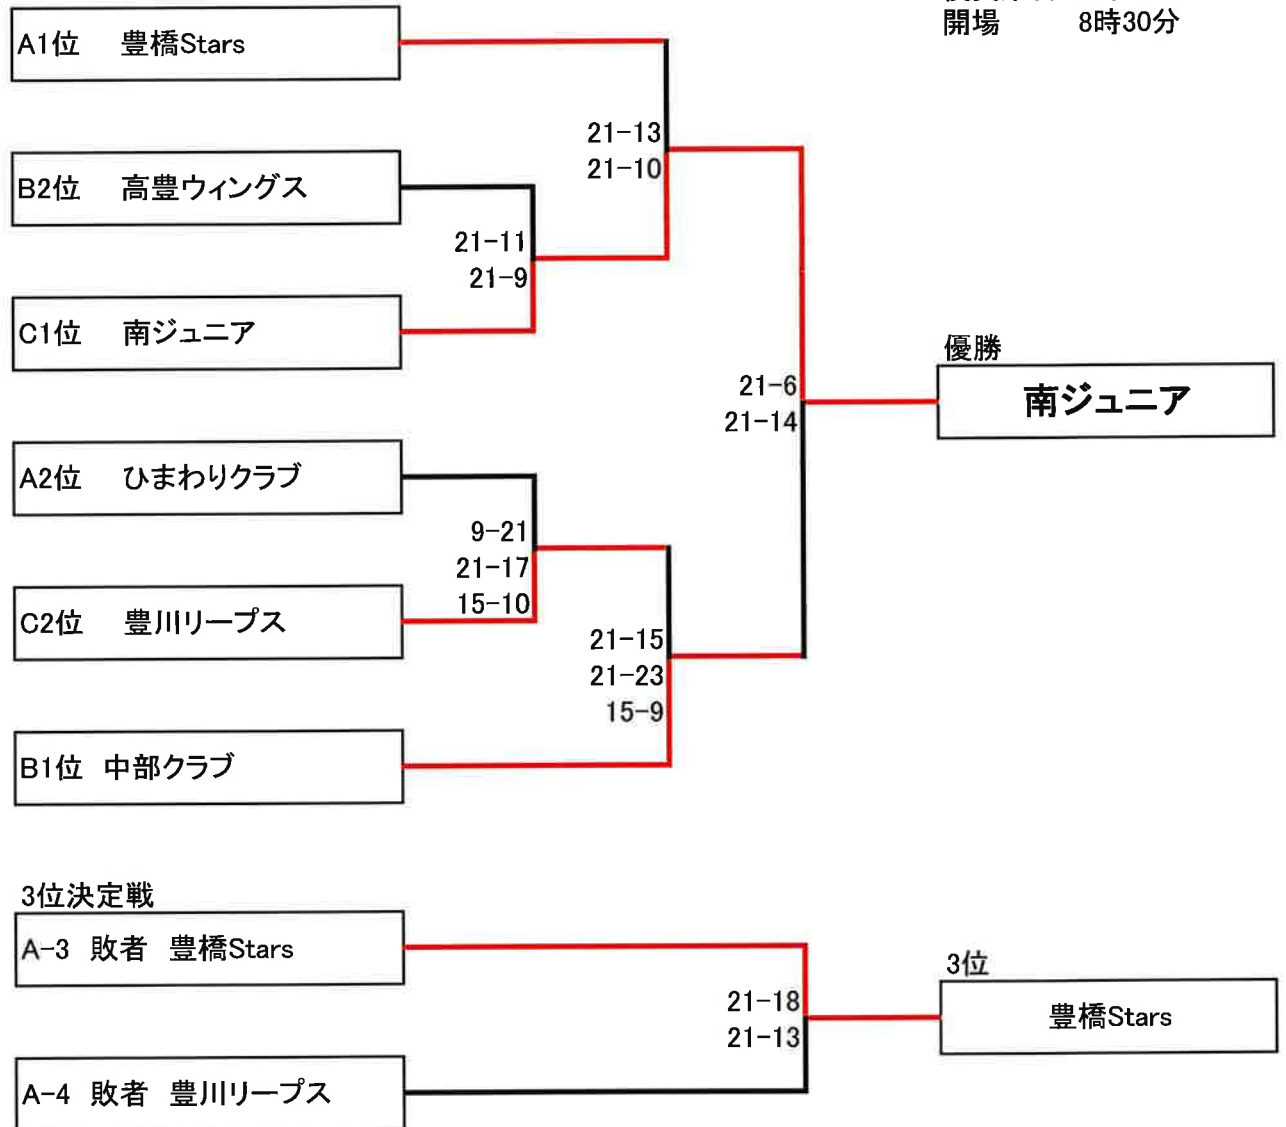 開場 8時30分
A1位 豊橋Stars
21-13
21-10
B2位 高豊ウィングス
21-11
21-9
C1位 南ジュニア
優勝
南ジュニア
21-6
21-14
A2位 ひまわりクラブ
9-21
21-17
15-10
C2位 豊川リープス
21-15
21-23
15-9
B1位 中部クラブ
3位決定戦
A-3 敗者 豊橋Stars
3位
豊橋Stars
21-18
21-13
A-4 敗者 豊川リープス